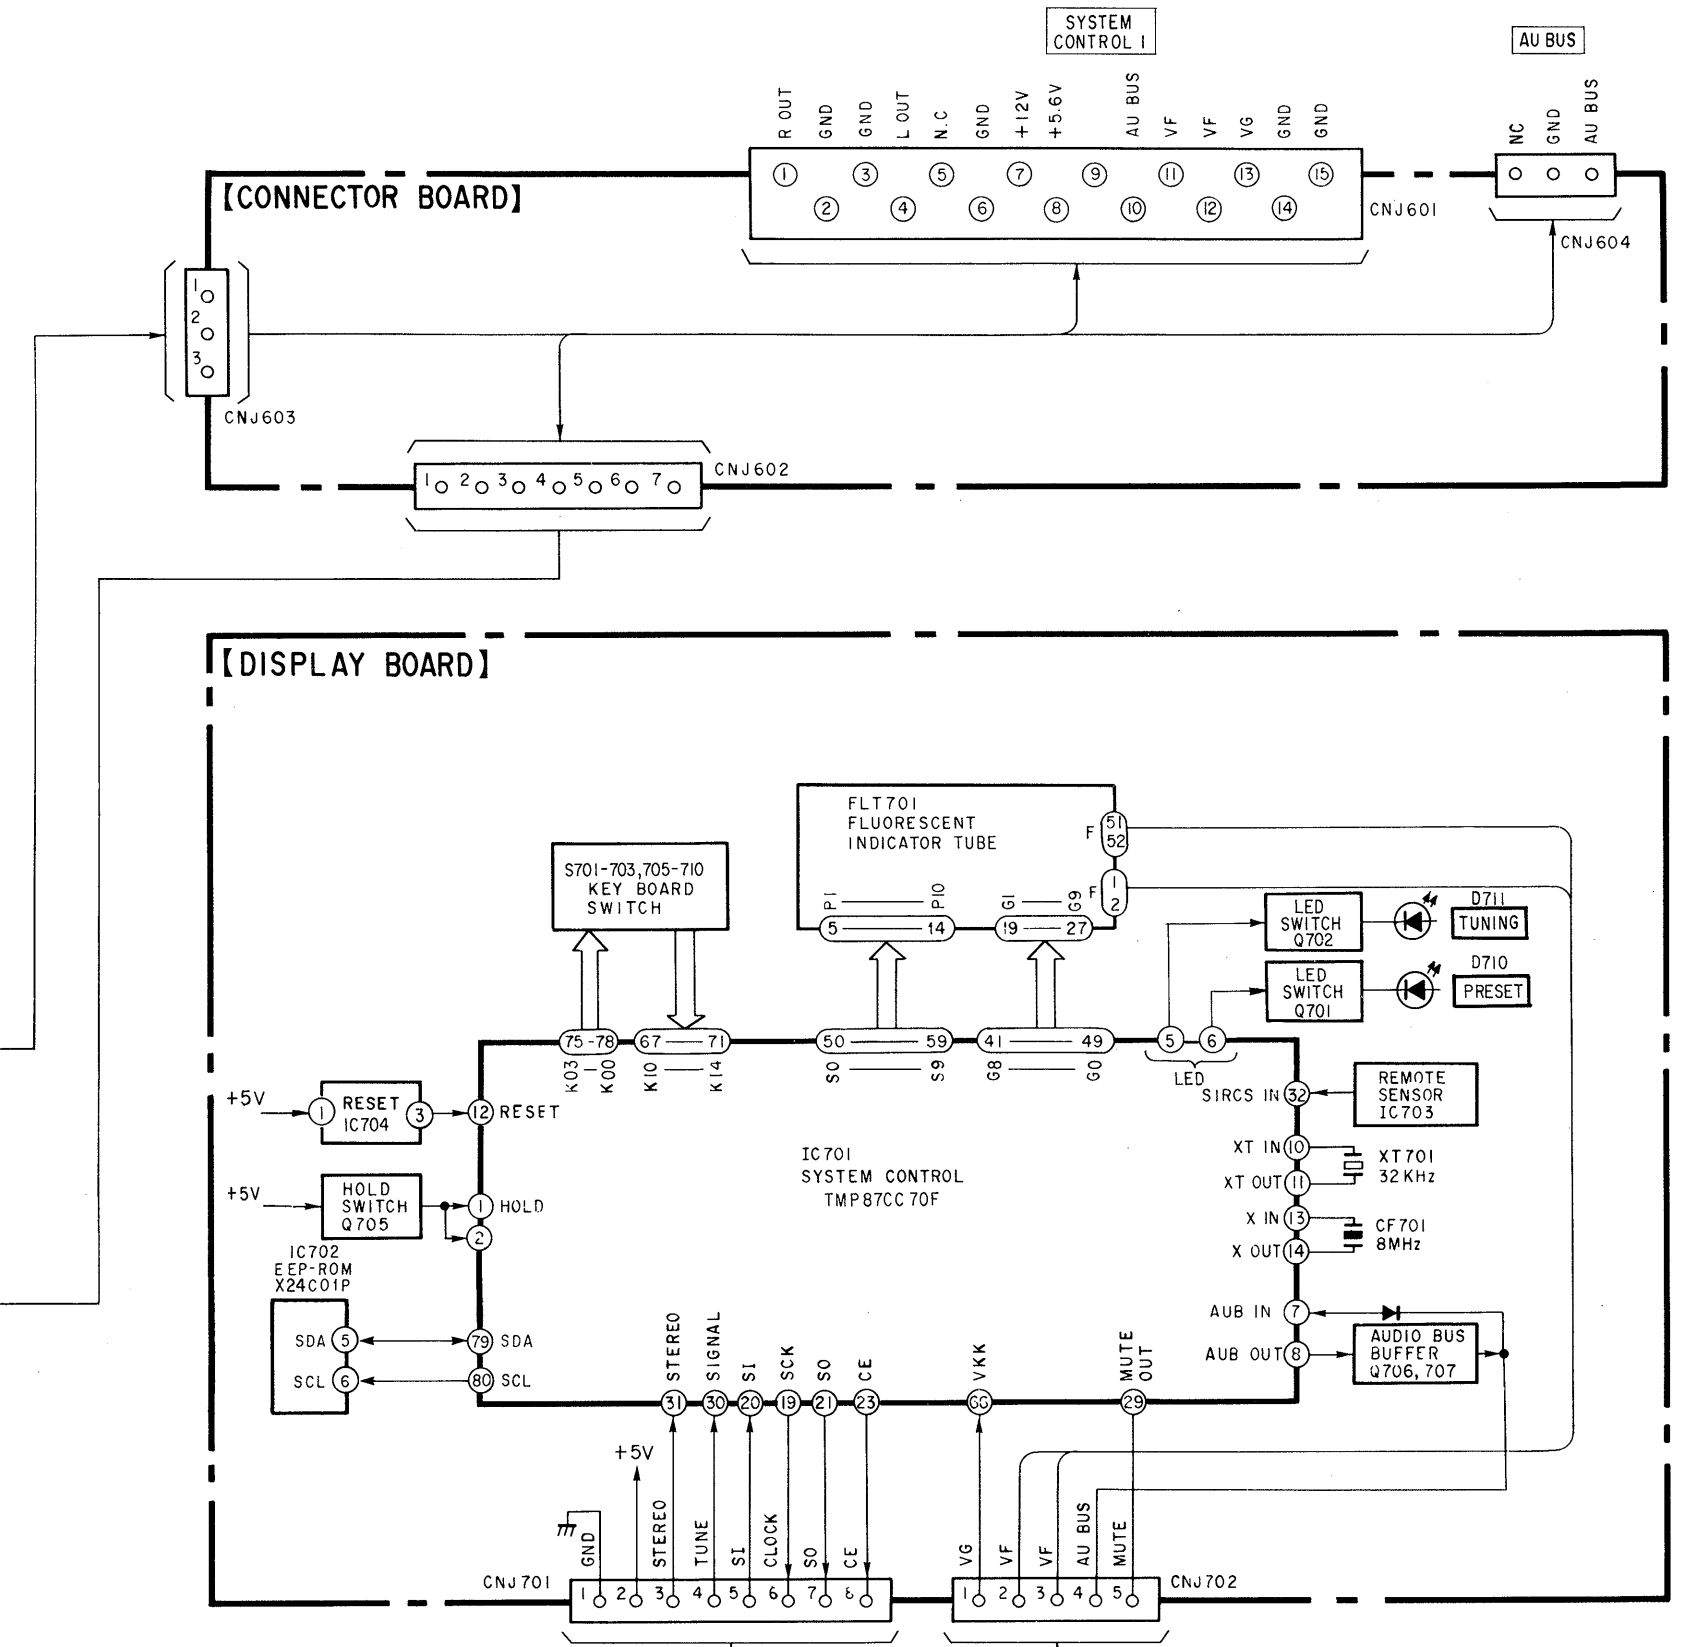 SYSTEM
CONTROL 1
AU BUS
R OUT
GND
GND
L OUT
N.C
GND
+12V
+5.6V
AU BUS
VF
VF
VG
GND
GND
NC
GND
AU BUS
1 3 5 7 9 11 13 15
2 4 6 8 10 12 14
CNJ601
CNJ604
【CONNECTOR BOARD】
1
2
3
CNJ603
1 2 3 4 5 6 7
CNJ602
【DISPLAY BOARD】
FLT701
FLUORESCENT
INDICATOR TUBE
F
51
52
F
1
2
P1
P10
G1
G9
5 14
19 27
S701-703,705-710
KEY BOARD
SWITCH
LED
SWITCH
Q702
D711
TUNING
LED
SWITCH
Q701
D710
PRESET
75-78
67 71
50 59
41 49
5
6
K03
K00
K10
K14
S0
S9
G8
G0
LED
+5V
1
RESET
IC704
3
12
RESET
+5V
HOLD
SWITCH
Q705
1
HOLD
2
IC702
EEP-ROM
X24C01P
SDA
5
79
SDA
SCL
6
80
SCL
IC701
SYSTEM CONTROL
TMP87CC70F
SIRCS IN
32
REMOTE
SENSOR
IC703
XT IN
10
XT OUT
11
XT701
32KHz
X IN
13
X OUT
14
CF701
8MHz
AUB IN
7
AUB OUT
8
AUDIO BUS
BUFFER
Q706,707
STEREO
SIGNAL
SI
SCK
SO
CE
VKK
MUTE
OUT
31
30
20
19
21
23
66
29
+5V
GND
STEREO
TUNE
SI
CLOCK
SO
CE
VG
VF
VF
AU BUS
MUTE
CNJ701
1 2 3 4 5 6 7 8
1 2 3 4 5
CNJ702